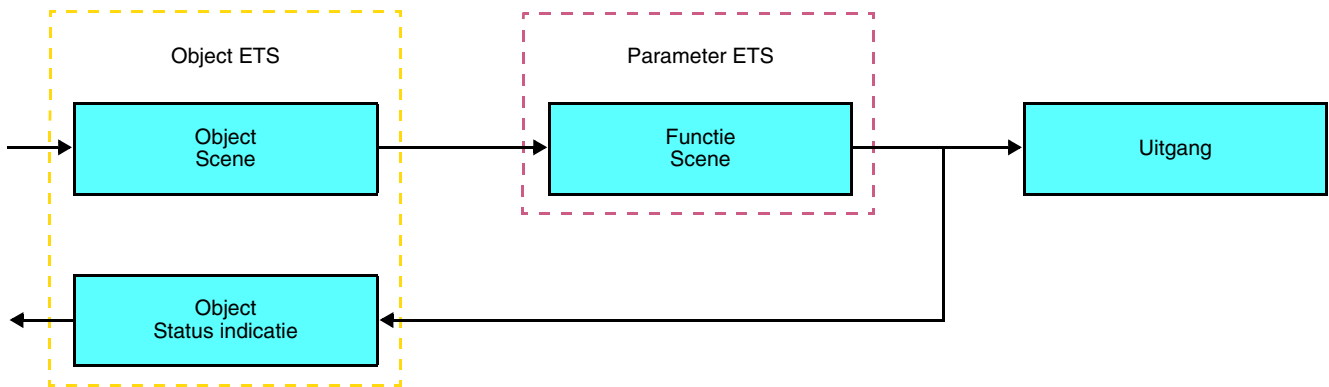 Object ETS
Parameter ETS
Object
Scene
Functie
Scene
Uitgang
Object
Status indicatie